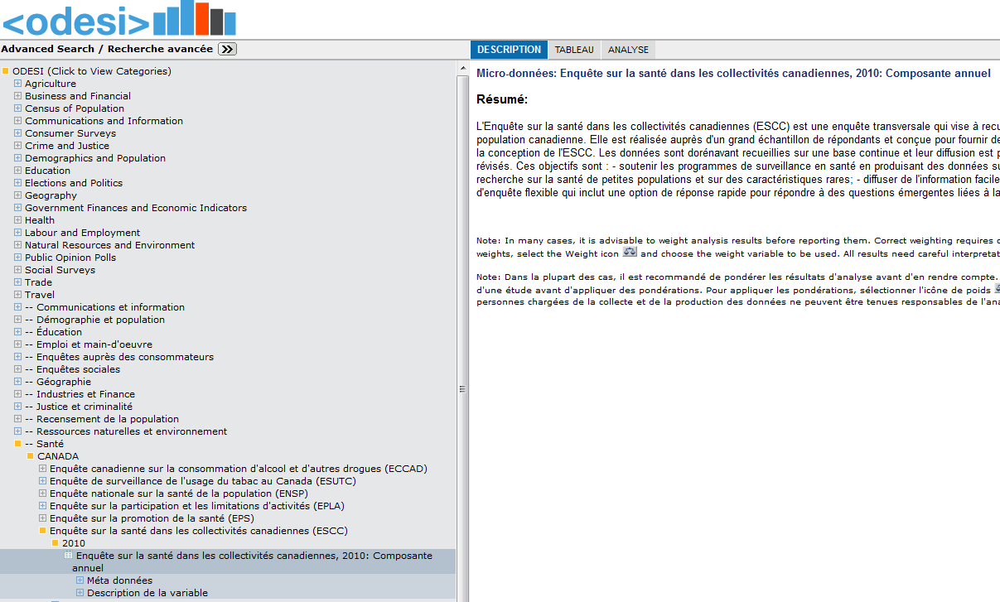 <odesi>
Advanced Search / Recherche avancée
ODESI (Click to View Categories)
Agriculture
Business and Financial
Census of Population
Communications and Information
Consumer Surveys
Crime and Justice
Demographics and Population
Education
Elections and Politics
Geography
Government Finances and Economic Indicators
Health
Labour and Employment
Natural Resources and Environment
Public Opinion Polls
Social Surveys
Trade
Travel
-- Communications et information
-- Démographie et population
-- Éducation
-- Emploi et main-d'oeuvre
-- Enquêtes auprès des consommateurs
-- Enquêtes sociales
-- Géographie
-- Industries et Finance
-- Justice et criminalité
-- Recensement de la population
-- Ressources naturelles et environnement
-- Santé
CANADA
Enquête canadienne sur la consommation d'alcool et d'autres drogues (ECCAD)
Enquête de surveillance de l'usage du tabac au Canada (ESUTC)
Enquête nationale sur la santé de la population (ENSP)
Enquête sur la participation et les limitations d'activités (EPLA)
Enquête sur la promotion de la santé (EPS)
Enquête sur la santé dans les collectivités canadiennes (ESCC)
2010
Enquête sur la santé dans les collectivités canadiennes, 2010: Composante
annuel
Méta données
Description de la variable
DESCRIPTION TABLEAU ANALYSE
Micro-données: Enquête sur la santé dans les collectivités canadiennes, 2010: Composante annuel
Résumé:
L'Enquête sur la santé dans les collectivités canadiennes (ESCC) est une enquête transversale qui vise à recu
population canadienne. Elle est réalisée auprès d'un grand échantillon de répondants et conçue pour fournir de
la conception de l'ESCC. Les données sont dorénavant recueillies sur une base continue et leur diffusion est p
révisés. Ces objectifs sont : - soutenir les programmes de surveillance en santé en produisant des données su
recherche sur la santé de petites populations et sur des caractéristiques rares; - diffuser de l'information facile
d'enquête flexible qui inclut une option de réponse rapide pour répondre à des questions émergentes liées à la
Note: In many cases, it is advisable to weight analysis results before reporting them. Correct weighting requires
weights, select the Weight icon and choose the weight variable to be used. All results need careful interpretat
Note: Dans la plupart des cas, il est recommandé de pondérer les résultats d'analyse avant d'en rendre compte.
d'une étude avant d'appliquer des pondérations. Pour appliquer les pondérations, sélectionner l'icône de poids
personnes chargées de la collecte et de la production des données ne peuvent être tenues responsables de l'ana